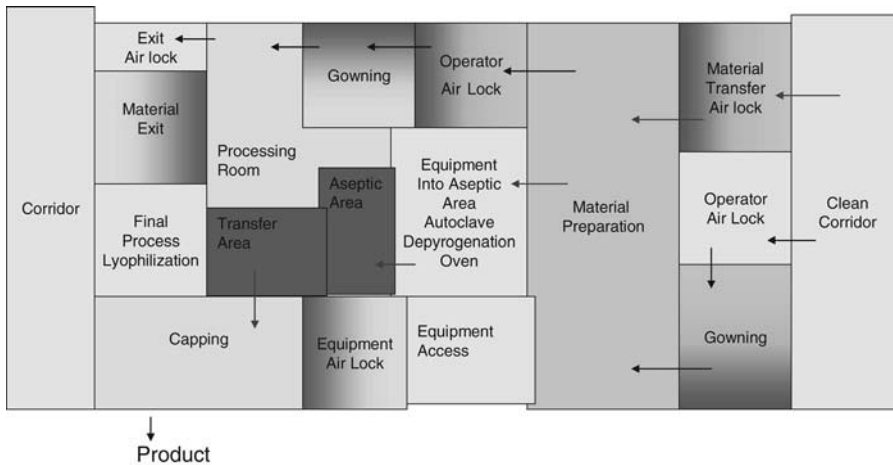 Exit
Air lock
Gowning
Operator
Air Lock
Material
Transfer
Air lock
Material
Exit
Processing
Room
Equipment
Into Aseptic
Area
Autoclave
Depyrogenation
Oven
Aseptic
Area
Corridor
Final
Process
Lyophilization
Transfer
Area
Material
Preparation
Operator
Air Lock
Clean
Corridor
Capping
Equipment
Air Lock
Equipment
Access
Gowning
Product